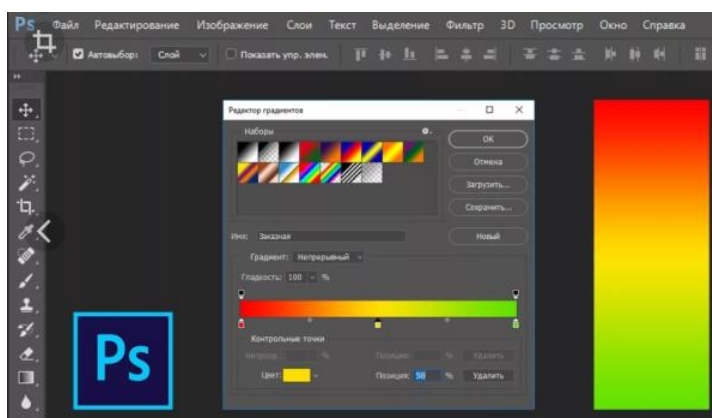 Ps Файл Редактирование Изображение Слои Текст Выделение Фильтр 3D Просмотр Окно Справка
Автовыбор: Слой Показать упр. элем.
Редактор градиентов
Наборы
ОК
Отмена
Загрузить...
Сохранить...
Имя: Заказная
Новый
Градиент: Непрерывный
Гладкость: 100 %
Контрольные точки
Непрозр.: % Позиция: % Удалить
Цвет: Позиция: 50 % Удалить
Ps